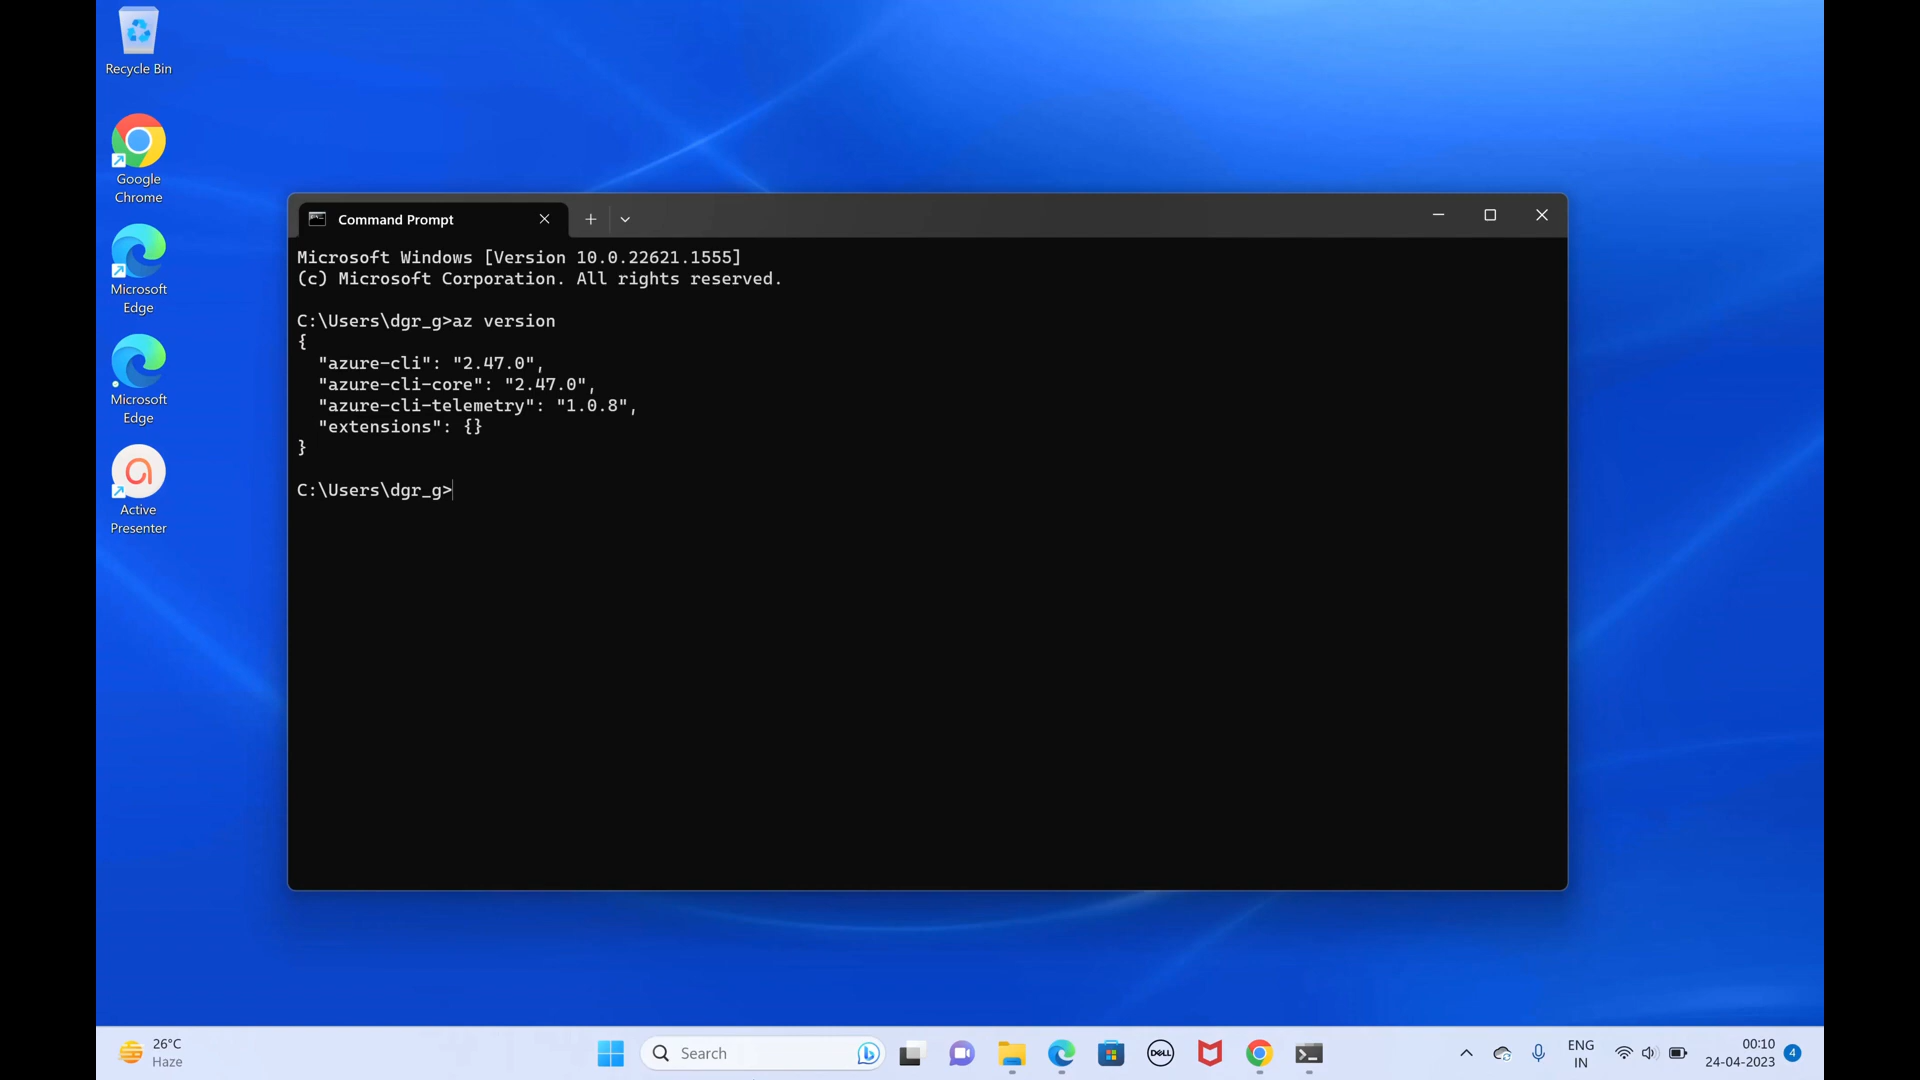 Recycle Bin
Google
Chrome
Microsoft
Edge
Microsoft
Edge
Active
Presenter
Command Prompt
Microsoft Windows [Version 10.0.22621.1555]
(c) Microsoft Corporation. All rights reserved.
C:\Users\dgr_g>az version
{
"azure-cli": "2.47.0",
"azure-cli-core": "2.47.0",
"azure-cli-telemetry": "1.0.8",
"extensions": {}
}
C:\Users\dgr_g>
26°C
Haze
Search
DELL
ENG
IN
00:10
24-04-2023
4